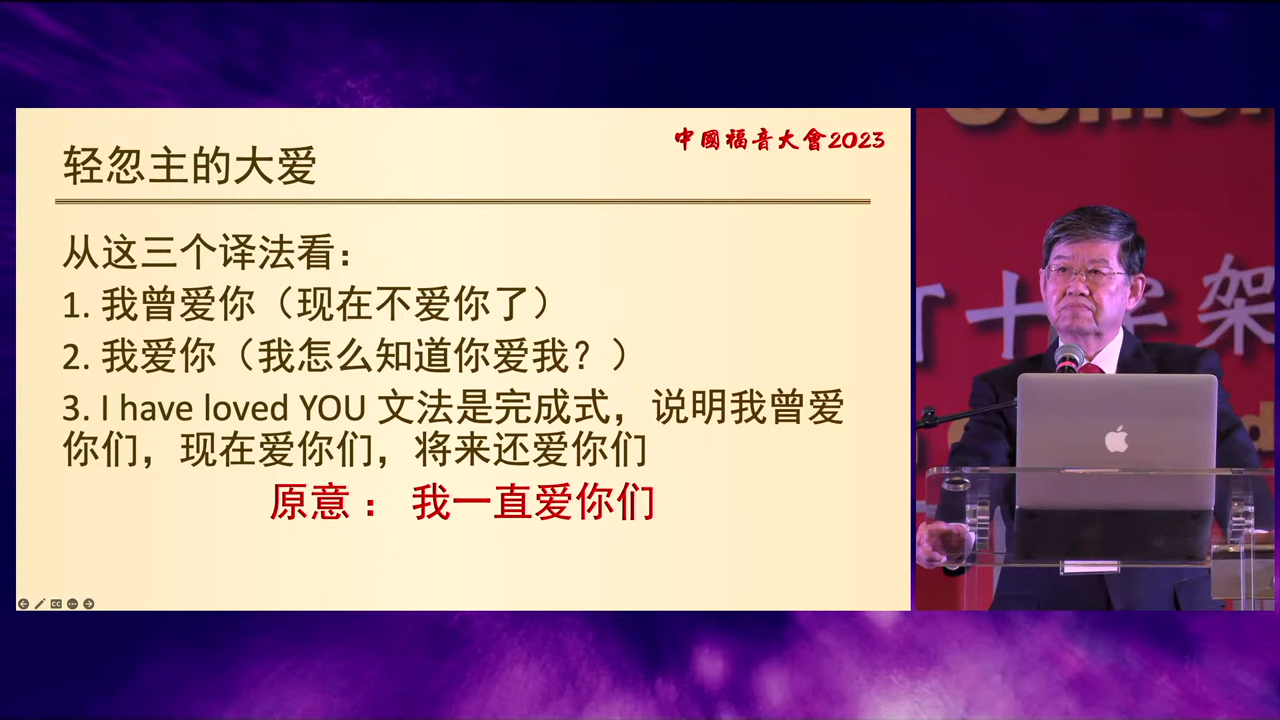 中國福音大會2023
轻忽主的大爱
从这三个译法看：
1. 我曾爱你（现在不爱你了）
2. 我爱你（我怎么知道你爱我？）
3. I have loved YOU 文法是完成式，说明我曾爱
你们，现在爱你们，将来还爱你们
原意： 我一直爱你们
十字架